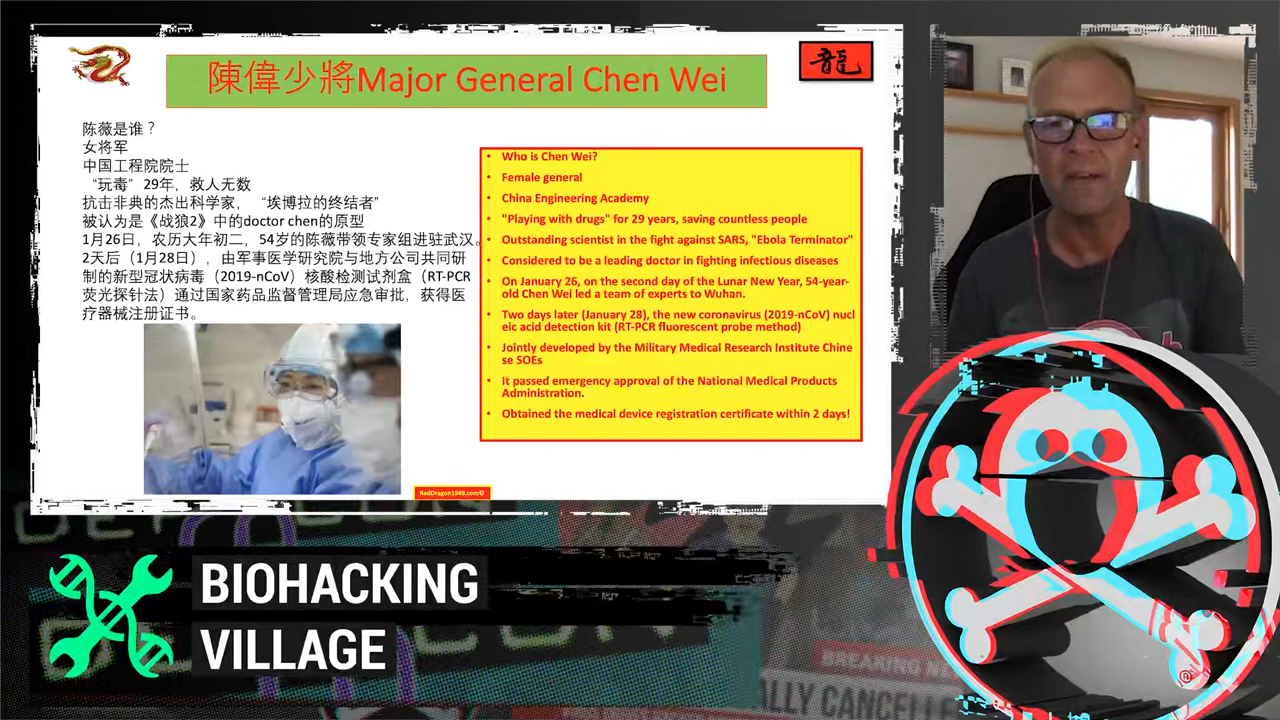 龍
陳偉少將Major General Chen Wei
陈薇是谁？
女将军
中国工程院院士
“玩毒”29年，救人无数
抗击非典的杰出科学家，“埃博拉的终结者”
被认为是《战狼2》中的doctor chen的原型
1月26日，农历大年初二，54岁的陈薇带领专家组进驻武汉。
2天后（1月28日），由军事医学研究院与地方公司共同研
制的新型冠状病毒（2019-nCoV）核酸检测试剂盒（RT-PCR
荧光探针法）通过国家药品监督管理局应急审批，获得医
疗器械注册证书。
• Who is Chen Wei?
• Female general
• China Engineering Academy
• "Playing with drugs" for 29 years, saving countless people
• Outstanding scientist in the fight against SARS, "Ebola Terminator"
• Considered to be a leading doctor in fighting infectious diseases
• On January 26, on the second day of the Lunar New Year, 54-year-
old Chen Wei led a team of experts to Wuhan.
• Two days later (January 28), the new coronavirus (2019-nCoV) nucl
eic acid detection kit (RT-PCR fluorescent probe method)
• Jointly developed by the Military Medical Research Institute Chine
se SOEs
• It passed emergency approval of the National Medical Products
Administration.
• Obtained the medical device registration certificate within 2 days!
RedDragon1949.com©
BIOHACKING
VILLAGE
BREAKING NE
ALLY CANCELLE
®